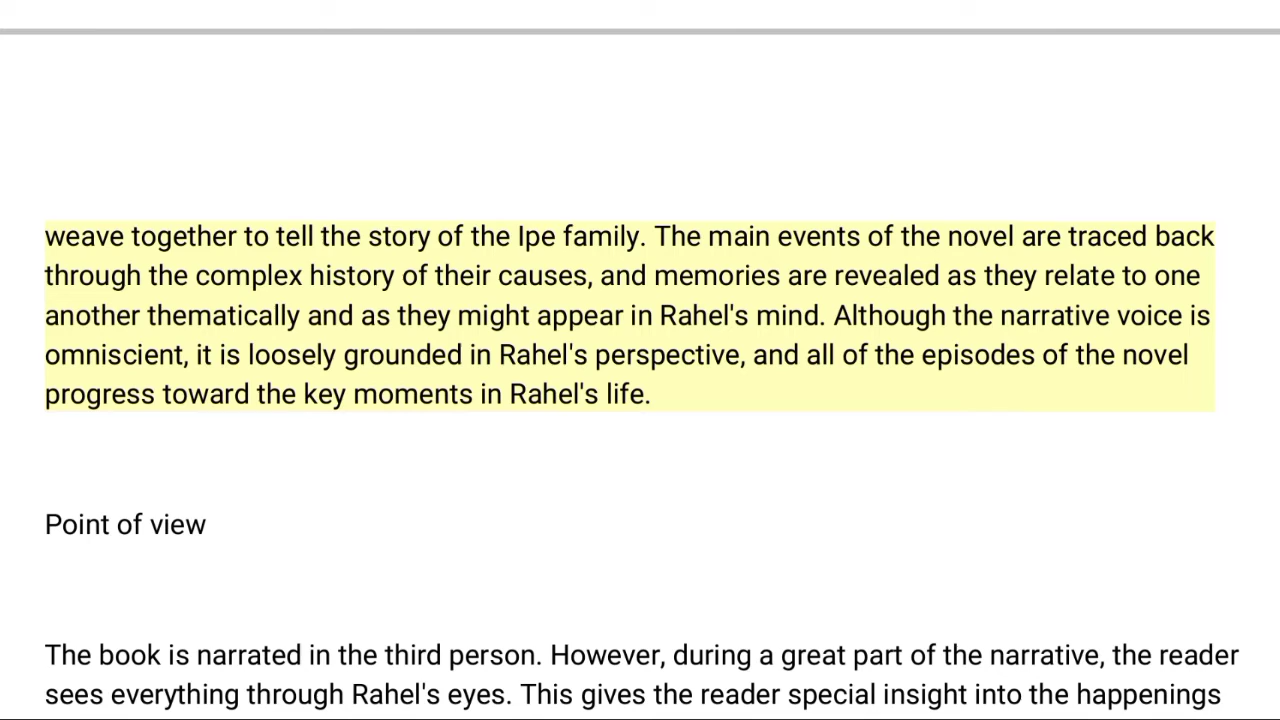 weave together to tell the story of the Ipe family. The main events of the novel are traced back
through the complex history of their causes, and memories are revealed as they relate to one
another thematically and as they might appear in Rahel's mind. Although the narrative voice is
omniscient, it is loosely grounded in Rahel's perspective, and all of the episodes of the novel
progress toward the key moments in Rahel's life.
Point of view
The book is narrated in the third person. However, during a great part of the narrative, the reader
sees everything through Rahel's eyes. This gives the reader special insight into the happenings